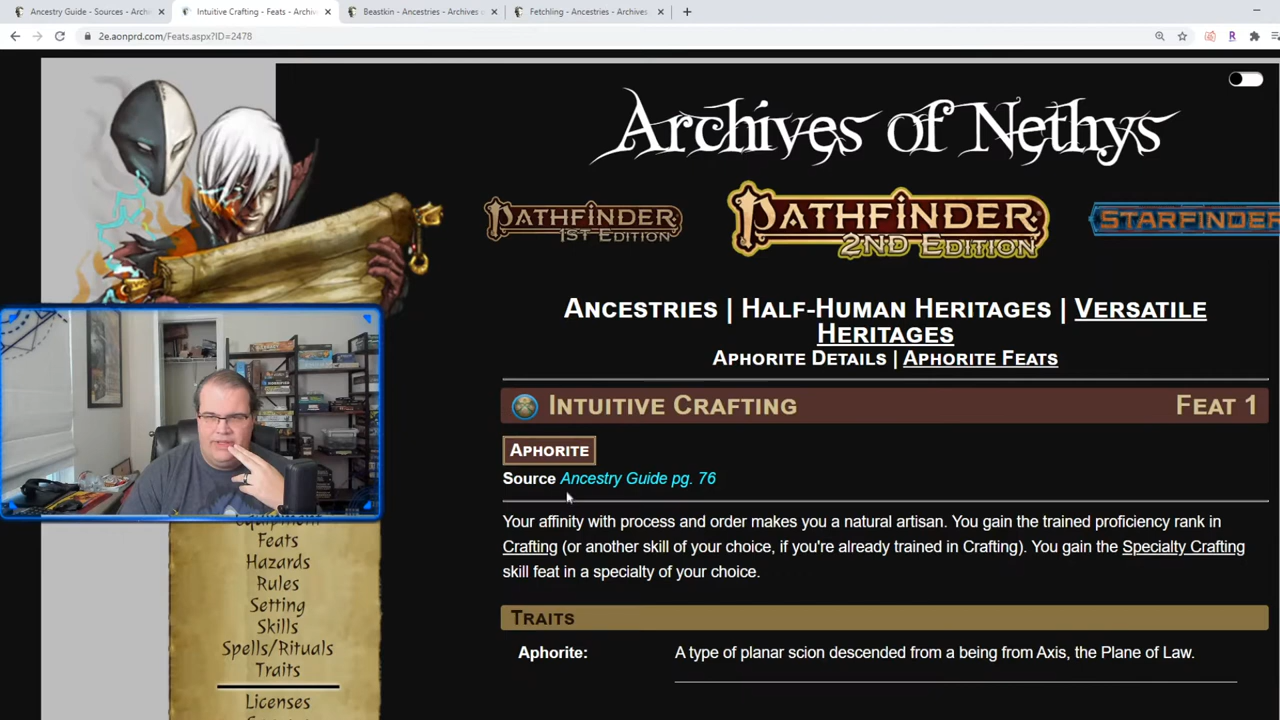 Ancestry Guide - Sources - Archi
Intuitive Crafting - Feats - Archiv
Beastkin - Ancestries - Archives o
Fetchling - Ancestries - Archives
2e.aonprd.com/Feats.aspx?ID=2478
Archives of Nethys
PATHFINDER
1ST EDITION
PATHFINDER
2ND EDITION
STARFINDER
ANCESTRIES | HALF-HUMAN HERITAGES | VERSATILE
HERITAGES
APHORITE DETAILS | APHORITE FEATS
INTUITIVE CRAFTING FEAT 1
APHORITE
Source Ancestry Guide pg. 76
Your affinity with process and order makes you a natural artisan. You gain the trained proficiency rank in
Crafting (or another skill of your choice, if you're already trained in Crafting). You gain the Specialty Crafting
skill feat in a specialty of your choice.
TRAITS
Aphorite: A type of planar scion descended from a being from Axis, the Plane of Law.
Equipment
Feats
Hazards
Rules
Setting
Skills
Spells/Rituals
Traits
Licenses